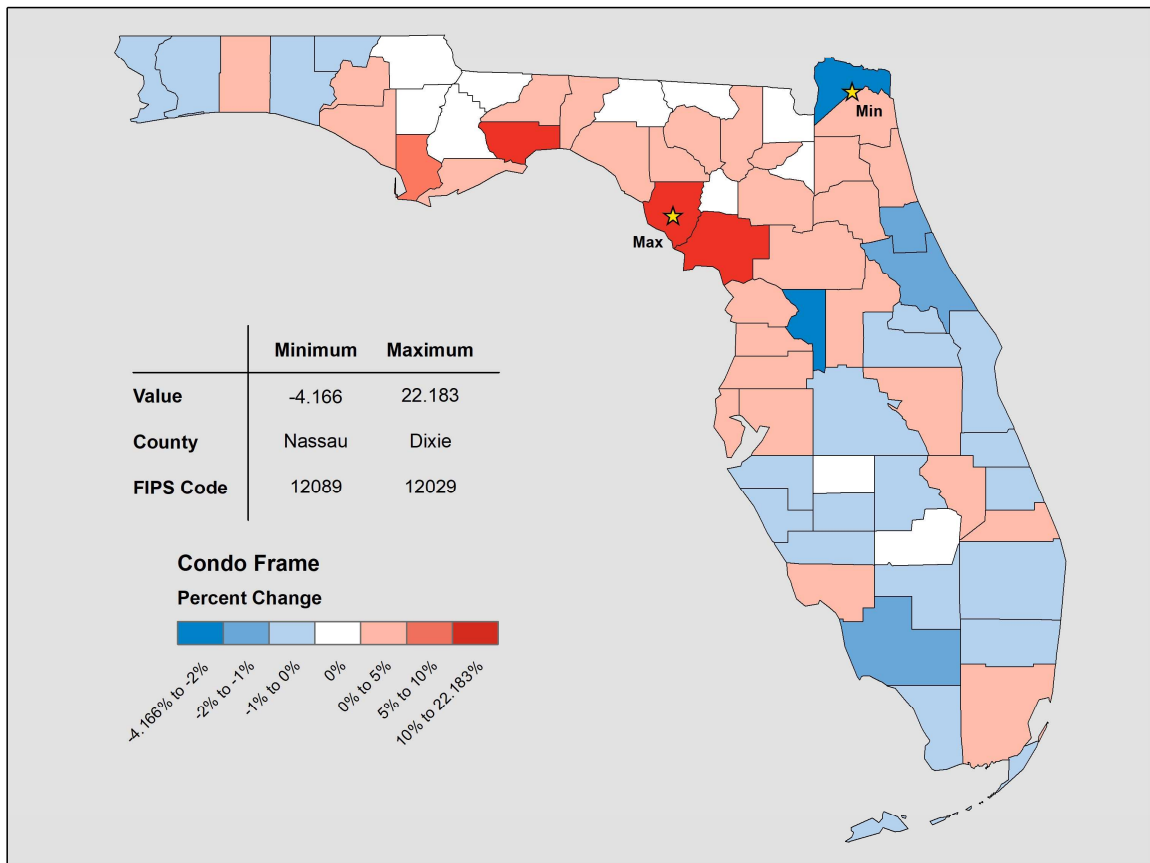 Min
Max
Minimum Maximum
Value -4.166 22.183
County Nassau Dixie
FIPS Code 12089 12029
Condo Frame
Percent Change
-4.166% to -2%
-2% to -1%
-1% to 0%
0%
0% to 5%
5% to 10%
10% to 22.183%